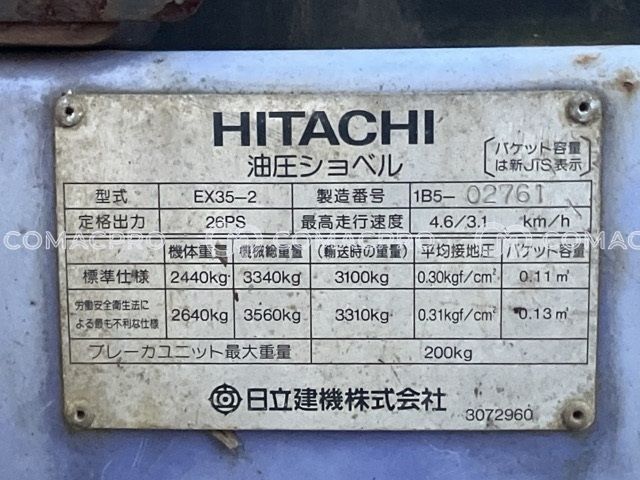 HITACHI
油圧ショベル
(バケット容量
は新JIS表示)
型式 EX35-2 製造番号 1B5- 02761
定格出力 26PS 最高走行速度 4.6/3.1 km/h
機体重量 機械総重量 (輸送時の重量) 平均接地圧 バケット容量
標準仕様 2440kg 3340kg 3100kg 0.30kgf/cm² 0.11㎥
労働安全衛生法に
よる最も不利な仕様 2640kg 3560kg 3310kg 0.31kgf/cm² 0.13㎥
ブレーカユニット最大重量 200kg
日立建機株式会社
3072960